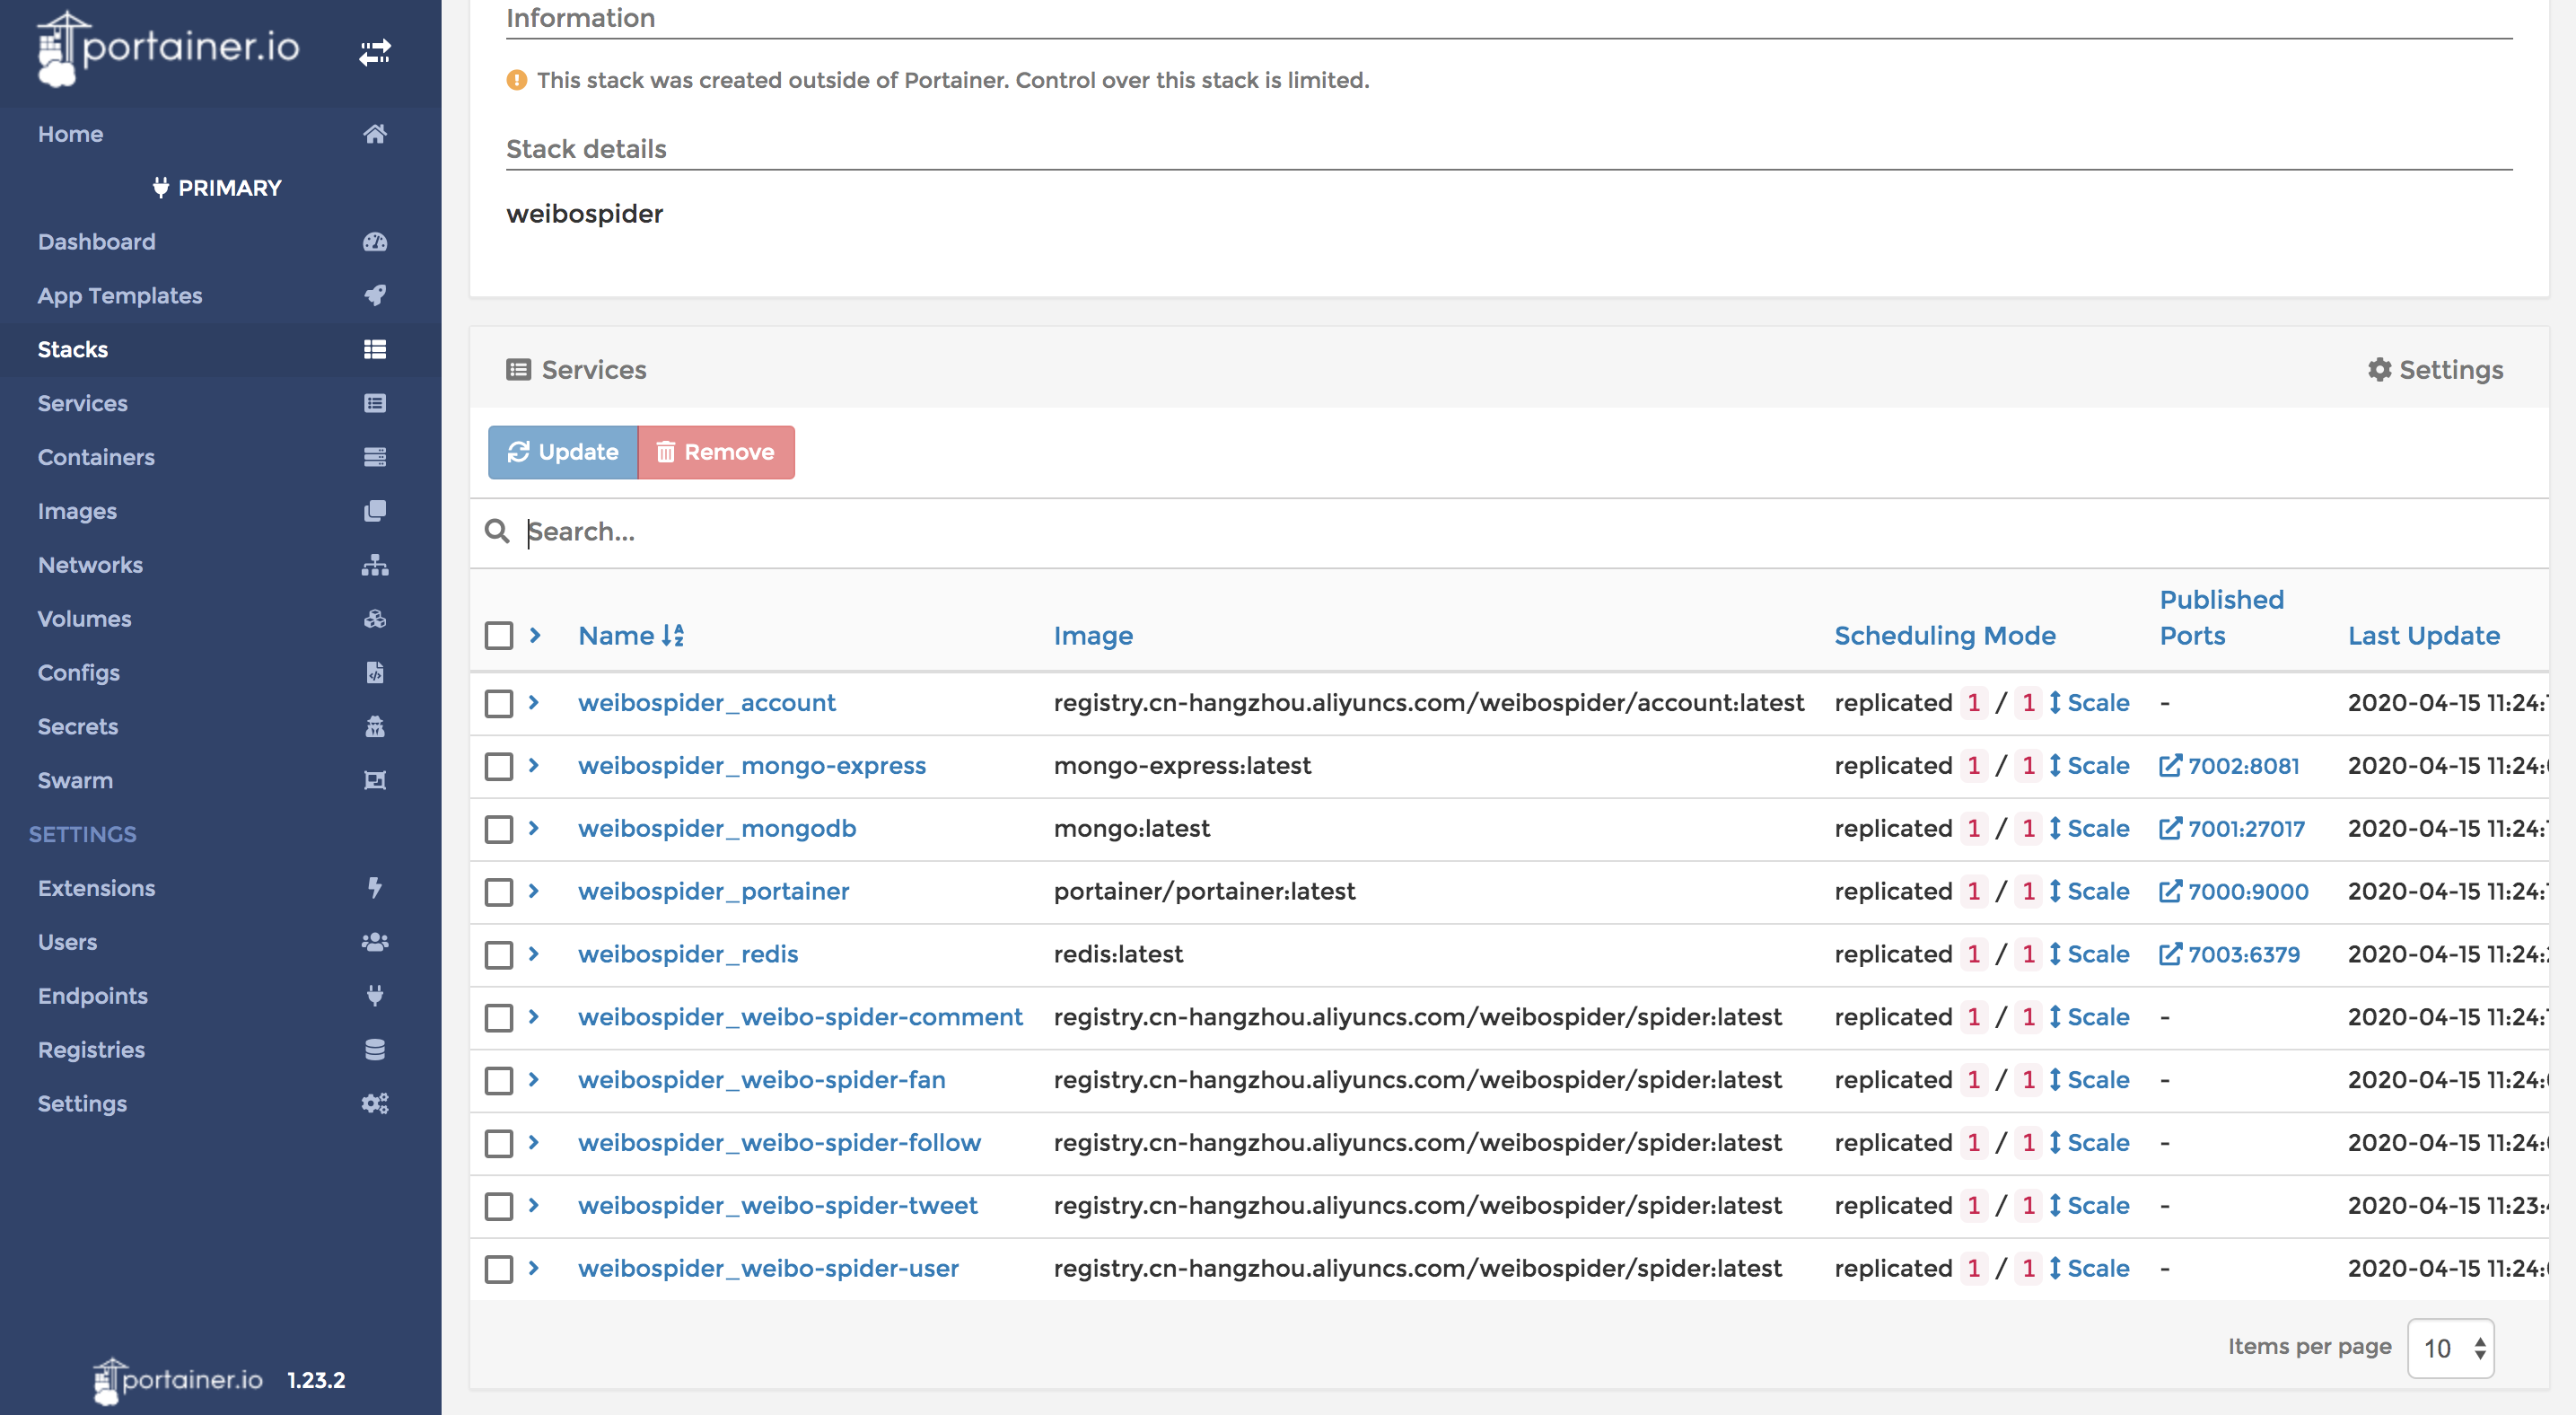 portainer.io
Home
PRIMARY
Dashboard
App Templates
Stacks
Services
Containers
Images
Networks
Volumes
Configs
Secrets
Swarm
SETTINGS
Extensions
Users
Endpoints
Registries
Settings
portainer.io 1.23.2
Information
This stack was created outside of Portainer. Control over this stack is limited.
Stack details
weibospider
Services Settings
Update Remove
Search...
Name Image Scheduling Mode Published Ports Last Update
weibospider_account registry.cn-hangzhou.aliyuncs.com/weibospider/account:latest replicated 1 / 1 Scale - 2020-04-15 11:24:
weibospider_mongo-express mongo-express:latest replicated 1 / 1 Scale 7002:8081 2020-04-15 11:24:
weibospider_mongodb mongo:latest replicated 1 / 1 Scale 7001:27017 2020-04-15 11:24:
weibospider_portainer portainer/portainer:latest replicated 1 / 1 Scale 7000:9000 2020-04-15 11:24:
weibospider_redis redis:latest replicated 1 / 1 Scale 7003:6379 2020-04-15 11:24:
weibospider_weibo-spider-comment registry.cn-hangzhou.aliyuncs.com/weibospider/spider:latest replicated 1 / 1 Scale - 2020-04-15 11:24:
weibospider_weibo-spider-fan registry.cn-hangzhou.aliyuncs.com/weibospider/spider:latest replicated 1 / 1 Scale - 2020-04-15 11:24:
weibospider_weibo-spider-follow registry.cn-hangzhou.aliyuncs.com/weibospider/spider:latest replicated 1 / 1 Scale - 2020-04-15 11:24:
weibospider_weibo-spider-tweet registry.cn-hangzhou.aliyuncs.com/weibospider/spider:latest replicated 1 / 1 Scale - 2020-04-15 11:23:
weibospider_weibo-spider-user registry.cn-hangzhou.aliyuncs.com/weibospider/spider:latest replicated 1 / 1 Scale - 2020-04-15 11:24:
Items per page 10